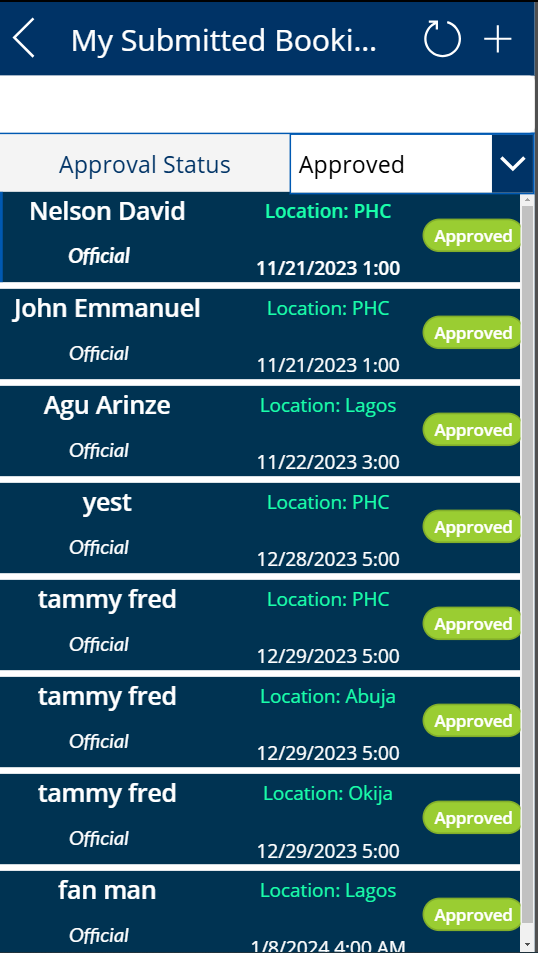 My Submitted Booki...
Approval Status Approved
Nelson David Location: PHC
Approved
Official 11/21/2023 1:00
John Emmanuel Location: PHC
Approved
Official 11/21/2023 1:00
Agu Arinze Location: Lagos
Approved
Official 11/22/2023 3:00
yest Location: PHC
Approved
Official 12/28/2023 5:00
tammy fred Location: PHC
Approved
Official 12/29/2023 5:00
tammy fred Location: Abuja
Approved
Official 12/29/2023 5:00
tammy fred Location: Okija
Approved
Official 12/29/2023 5:00
fan man Location: Lagos
Approved
Official 1/8/2024 4:00 AM